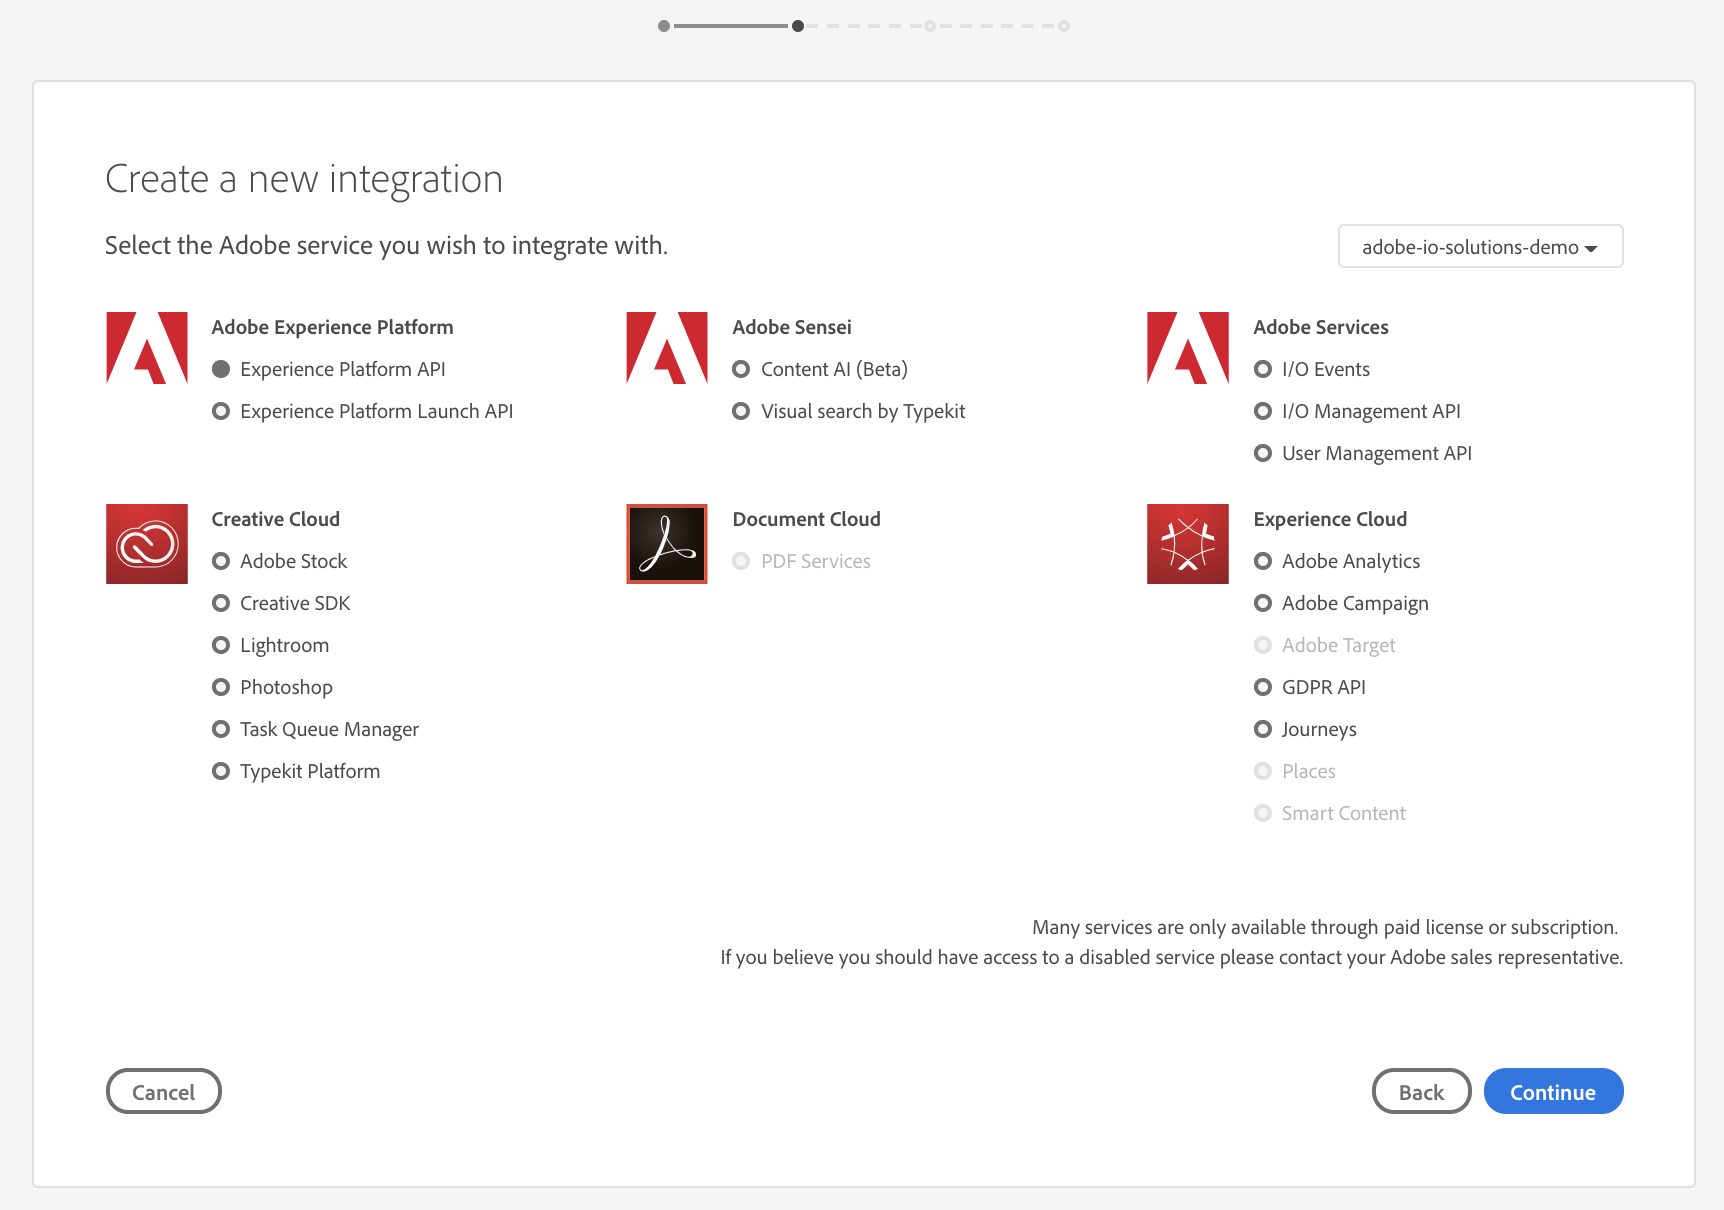 Create a new integration
Select the Adobe service you wish to integrate with.
adobe-io-solutions-demo
Adobe Experience Platform
Experience Platform API
Experience Platform Launch API
Adobe Sensei
Content AI (Beta)
Visual search by Typekit
Adobe Services
I/O Events
I/O Management API
User Management API
Creative Cloud
Adobe Stock
Creative SDK
Lightroom
Photoshop
Task Queue Manager
Typekit Platform
Document Cloud
PDF Services
Experience Cloud
Adobe Analytics
Adobe Campaign
Adobe Target
GDPR API
Journeys
Places
Smart Content
Many services are only available through paid license or subscription.
If you believe you should have access to a disabled service please contact your Adobe sales representative.
Cancel
Back
Continue